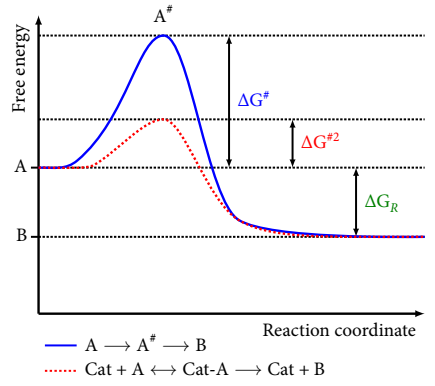 A#
Free energy
ΔG#
ΔG#2
A
ΔGR
B
Reaction coordinate
A ⟶ A# ⟶ B
Cat + A ⟷ Cat-A ⟶ Cat + B